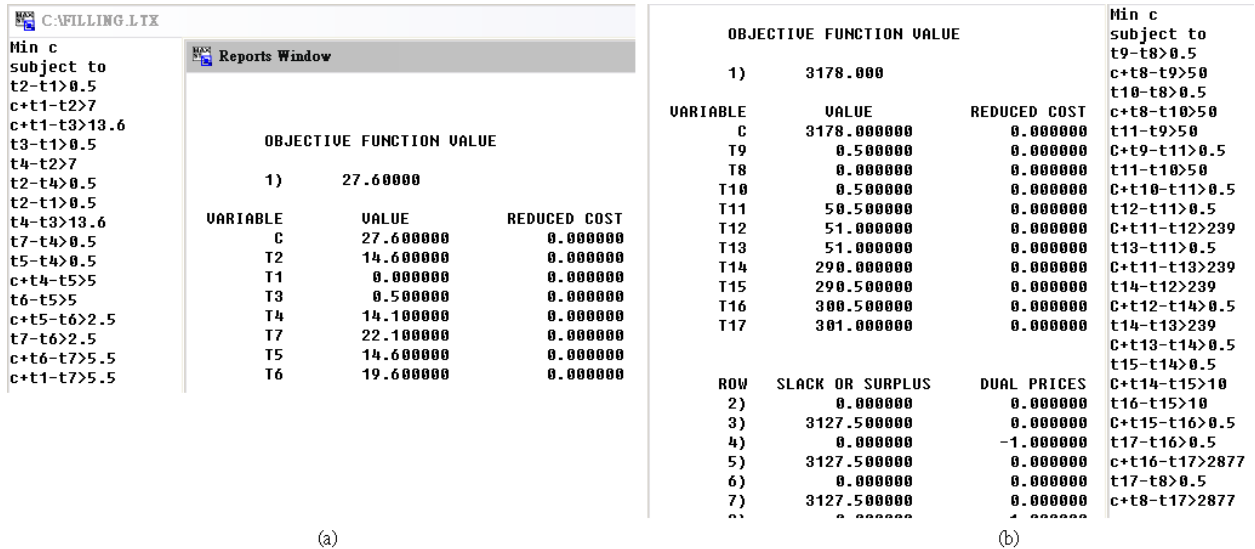 C:\FILLING.LTX
Min c
subject to
t2-t1>0.5
c+t1-t2>7
c+t1-t3>13.6
t3-t1>0.5
t4-t2>7
t2-t4>0.5
t2-t1>0.5
t4-t3>13.6
t7-t4>0.5
t5-t4>0.5
c+t4-t5>5
t6-t5>5
c+t5-t6>2.5
t7-t6>2.5
c+t6-t7>5.5
c+t1-t7>5.5
Reports Window
OBJECTIVE FUNCTION VALUE
1) 27.60000
VARIABLE VALUE REDUCED COST
C 27.600000 0.000000
T2 14.600000 0.000000
T1 0.000000 0.000000
T3 0.500000 0.000000
T4 14.100000 0.000000
T7 22.100000 0.000000
T5 14.600000 0.000000
T6 19.600000 0.000000
(a)
OBJECTIVE FUNCTION VALUE
1) 3178.000
VARIABLE VALUE REDUCED COST
C 3178.000000 0.000000
T9 0.500000 0.000000
T8 0.000000 0.000000
T10 0.500000 0.000000
T11 50.500000 0.000000
T12 51.000000 0.000000
T13 51.000000 0.000000
T14 290.000000 0.000000
T15 290.500000 0.000000
T16 300.500000 0.000000
T17 301.000000 0.000000
ROW SLACK OR SURPLUS DUAL PRICES
2) 0.000000 0.000000
3) 3127.500000 0.000000
4) 0.000000 -1.000000
5) 3127.500000 0.000000
6) 0.000000 0.000000
7) 3127.500000 0.000000
Min c
subject to
t9-t8>0.5
c+t8-t9>50
t10-t8>0.5
c+t8-t10>50
t11-t9>50
C+t9-t11>0.5
t11-t10>50
C+t10-t11>0.5
t12-t11>0.5
C+t11-t12>239
t13-t11>0.5
C+t11-t13>239
t14-t12>239
C+t12-t14>0.5
t14-t13>239
C+t13-t14>0.5
t15-t14>0.5
C+t14-t15>10
t16-t15>10
C+t15-t16>0.5
t17-t16>0.5
c+t16-t17>2877
t17-t8>0.5
c+t8-t17>2877
(b)